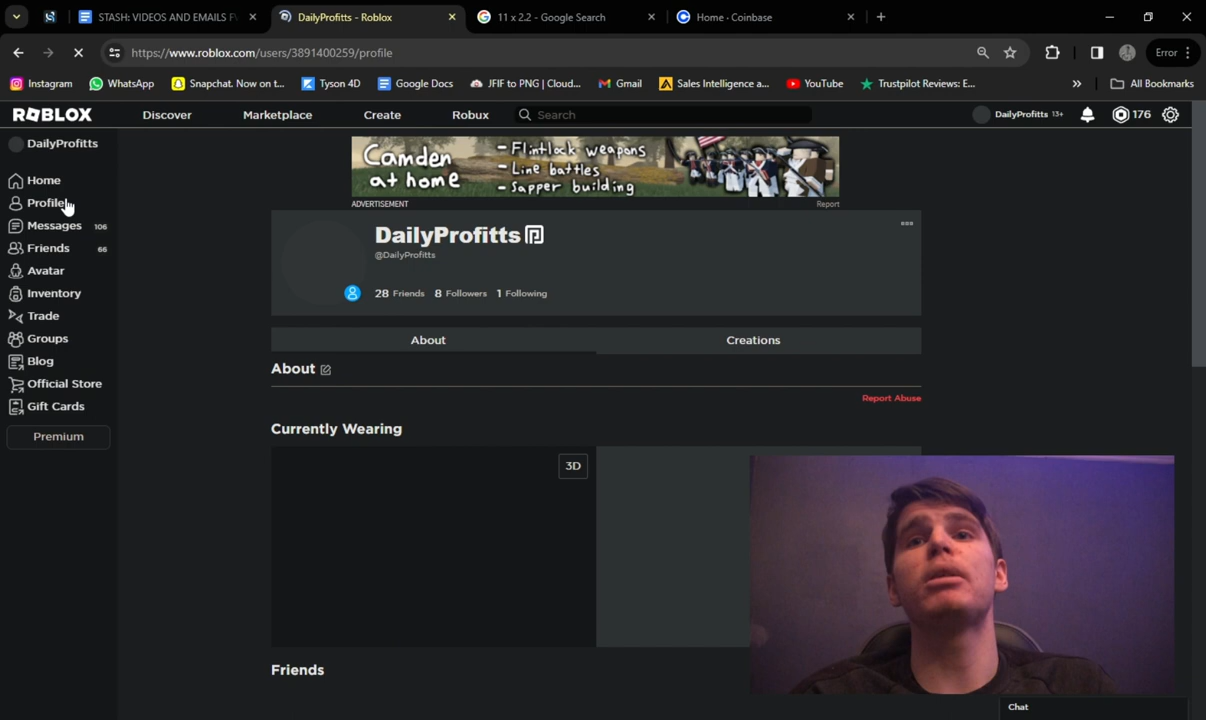 STASH: VIDEOS AND EMAILS F
DailyProfitts - Roblox
11 x 2.2 - Google Search
Home · Coinbase
https://www.roblox.com/users/3891400259/profile
Error
Instagram
WhatsApp
Snapchat. Now on t...
Tyson 4D
Google Docs
JFIF to PNG | Cloud...
Gmail
Sales Intelligence a...
YouTube
Trustpilot Reviews: E...
»
All Bookmarks
ROBLOX
Discover
Marketplace
Create
Robux
Search
DailyProfitts 13+
176
DailyProfitts
Home
Profile
Messages 106
Friends 66
Avatar
Inventory
Trade
Groups
Blog
Official Store
Gift Cards
Premium
Camden
at home
- Flintlock weapons
- Line battles
- Sapper building
ADVERTISEMENT
Report
DailyProfitts
@DailyProfitts
28 Friends 8 Followers 1 Following
About
Creations
About
Report Abuse
Currently Wearing
3D
Friends
Chat